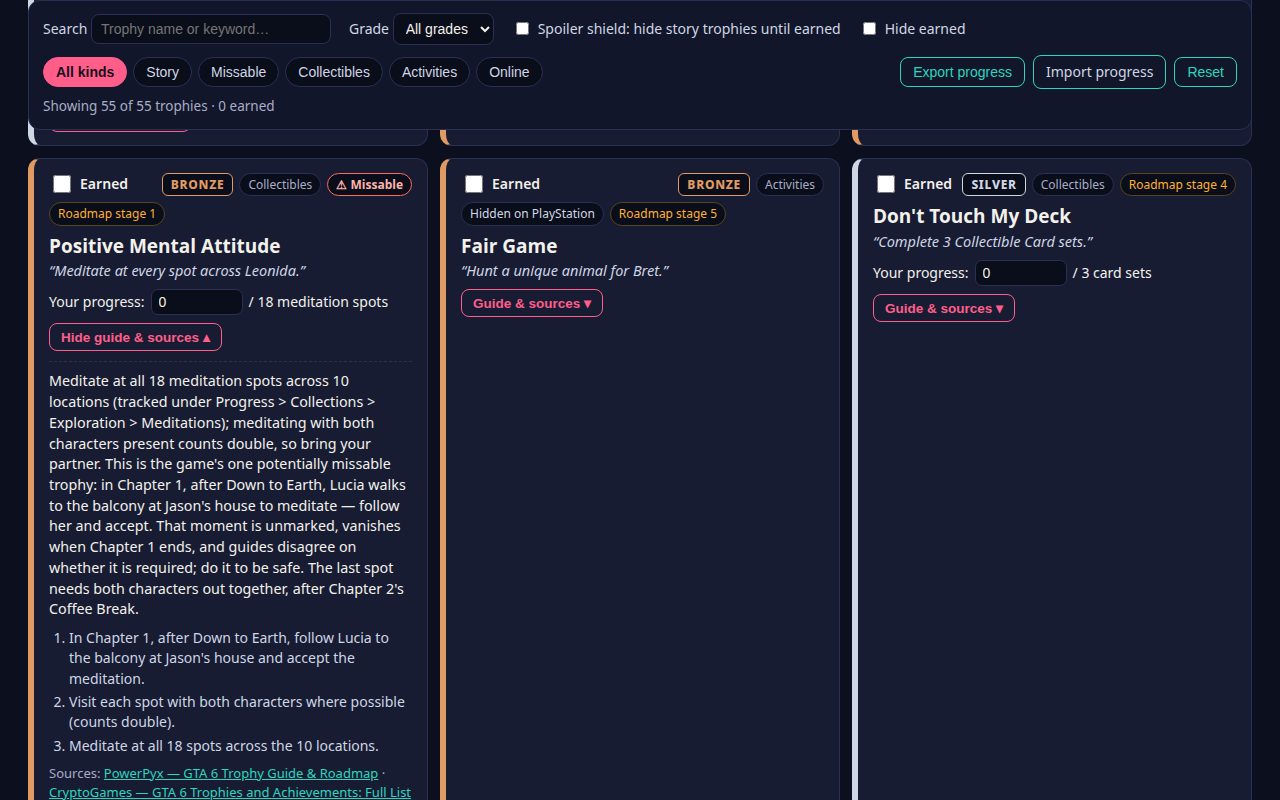 Search Trophy name or keyword… Grade All grades Spoiler shield: hide story trophies until earned Hide earned
All kinds Story Missable Collectibles Activities Online Export progress Import progress Reset
Showing 55 of 55 trophies · 0 earned
Earned BRONZE Collectibles ⚠ Missable
Roadmap stage 1
Positive Mental Attitude
“Meditate at every spot across Leonida.”
Your progress: 0 / 18 meditation spots
Hide guide & sources ▴
Meditate at all 18 meditation spots across 10
locations (tracked under Progress > Collections >
Exploration > Meditations); meditating with both
characters present counts double, so bring your
partner. This is the game's one potentially missable
trophy: in Chapter 1, after Down to Earth, Lucia walks
to the balcony at Jason's house to meditate — follow
her and accept. That moment is unmarked, vanishes
when Chapter 1 ends, and guides disagree on
whether it is required; do it to be safe. The last spot
needs both characters out together, after Chapter 2's
Coffee Break.
1. In Chapter 1, after Down to Earth, follow Lucia to
the balcony at Jason's house and accept the
meditation.
2. Visit each spot with both characters where possible
(counts double).
3. Meditate at all 18 spots across the 10 locations.
Sources: PowerPyx — GTA 6 Trophy Guide & Roadmap ·
CryptoGames — GTA 6 Trophies and Achievements: Full List
Earned BRONZE Activities
Hidden on PlayStation Roadmap stage 5
Fair Game
“Hunt a unique animal for Bret.”
Guide & sources ▾
Earned SILVER Collectibles Roadmap stage 4
Don't Touch My Deck
“Complete 3 Collectible Card sets.”
Your progress: 0 / 3 card sets
Guide & sources ▾